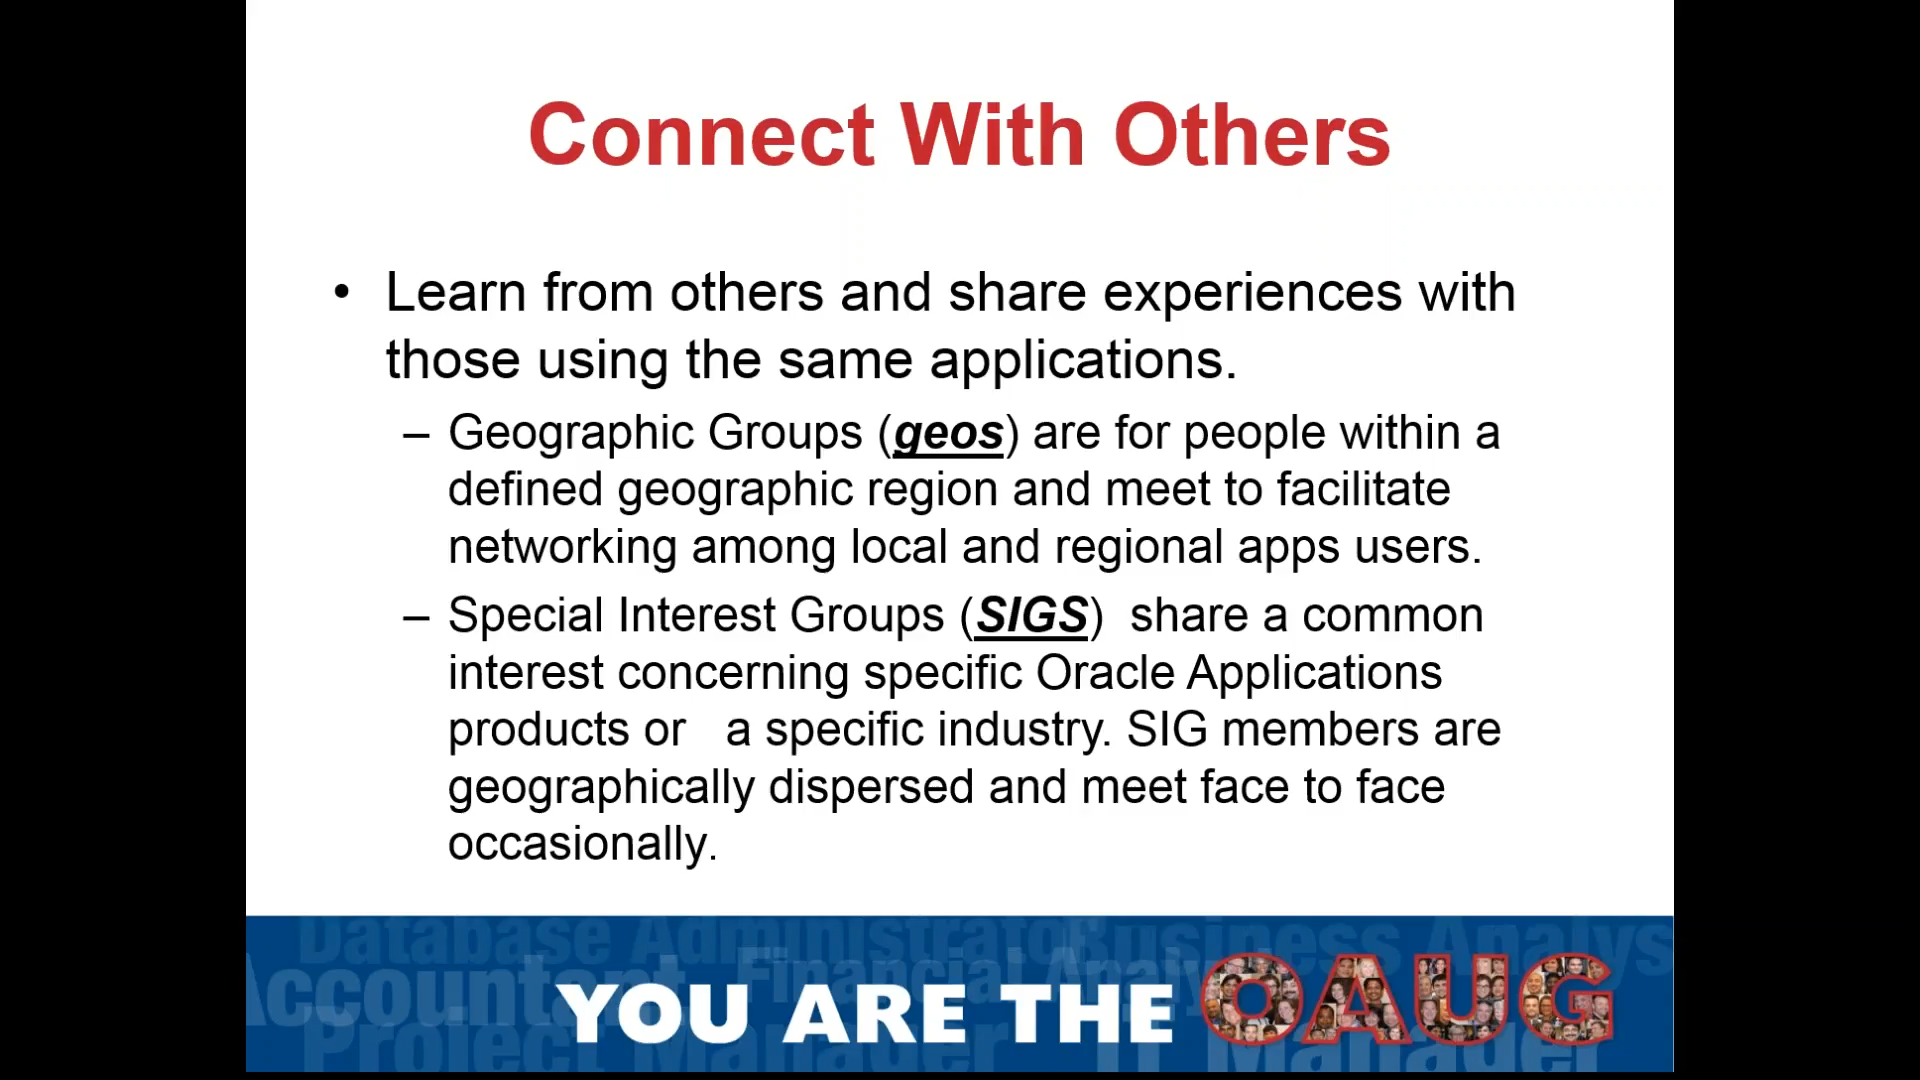 Connect With Others
• Learn from others and share experiences with
those using the same applications.
– Geographic Groups (geos) are for people within a
defined geographic region and meet to facilitate
networking among local and regional apps users.
– Special Interest Groups (SIGS)  share a common
interest concerning specific Oracle Applications
products or   a specific industry. SIG members are
geographically dispersed and meet face to face
occasionally.
Database Administrator Business Analys
Accountant Financial Analy
YOU ARE THE OAUG
Project Manager IT Manager